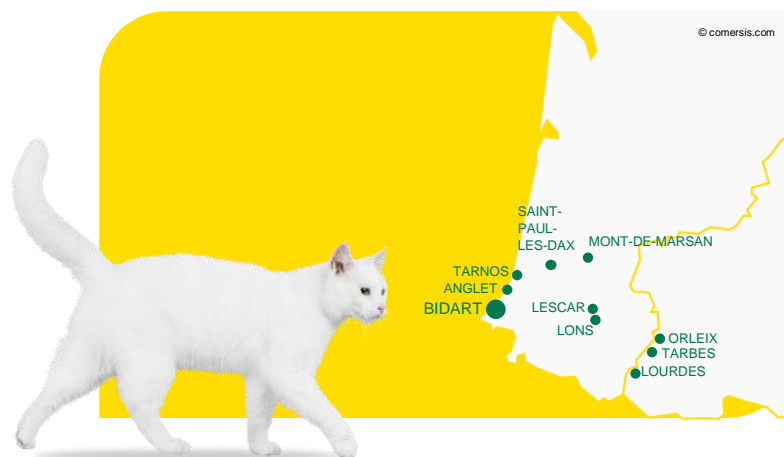 © comersis.com
SAINT-
PAUL-
LES-DAX
MONT-DE-MARSAN
TARNOS
ANGLET
BIDART
LESCAR
LONS
ORLEIX
TARBES
LOURDES